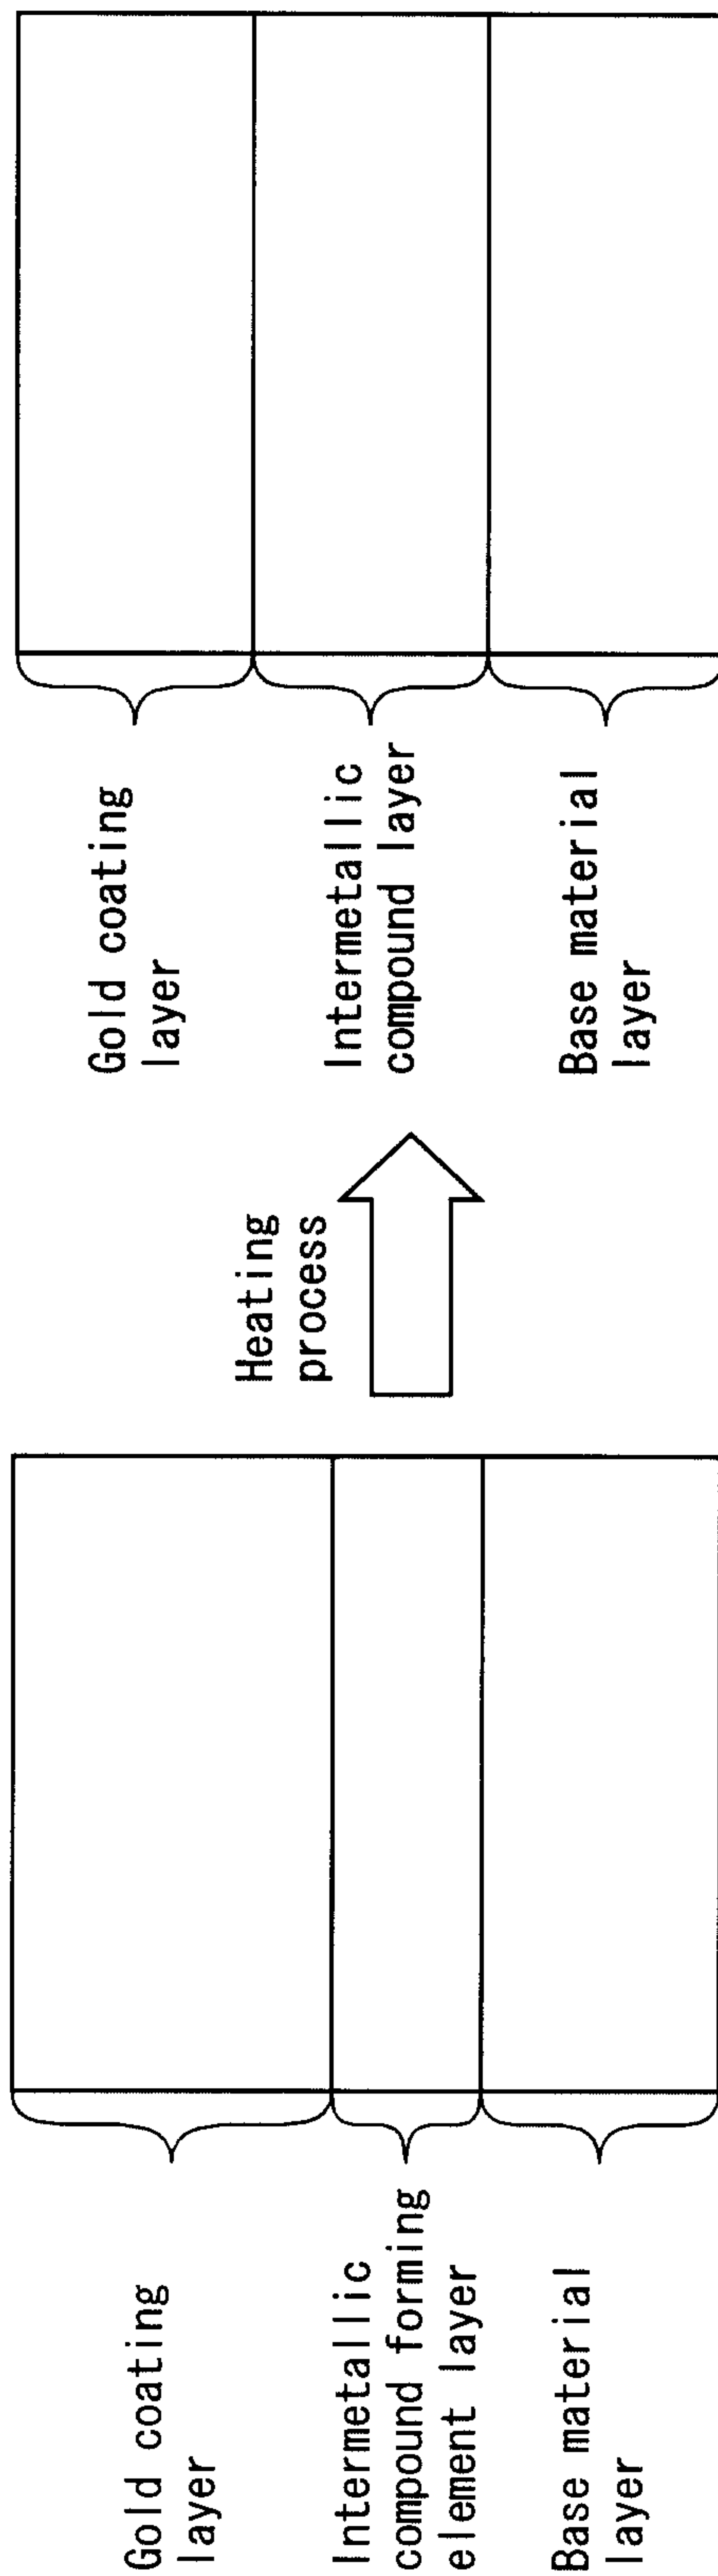 Gold coating
layer
Intermetallic
compound forming
element layer
Base material
layer
Heating
process
Gold coating
layer
Intermetallic
compound layer
Base material
layer